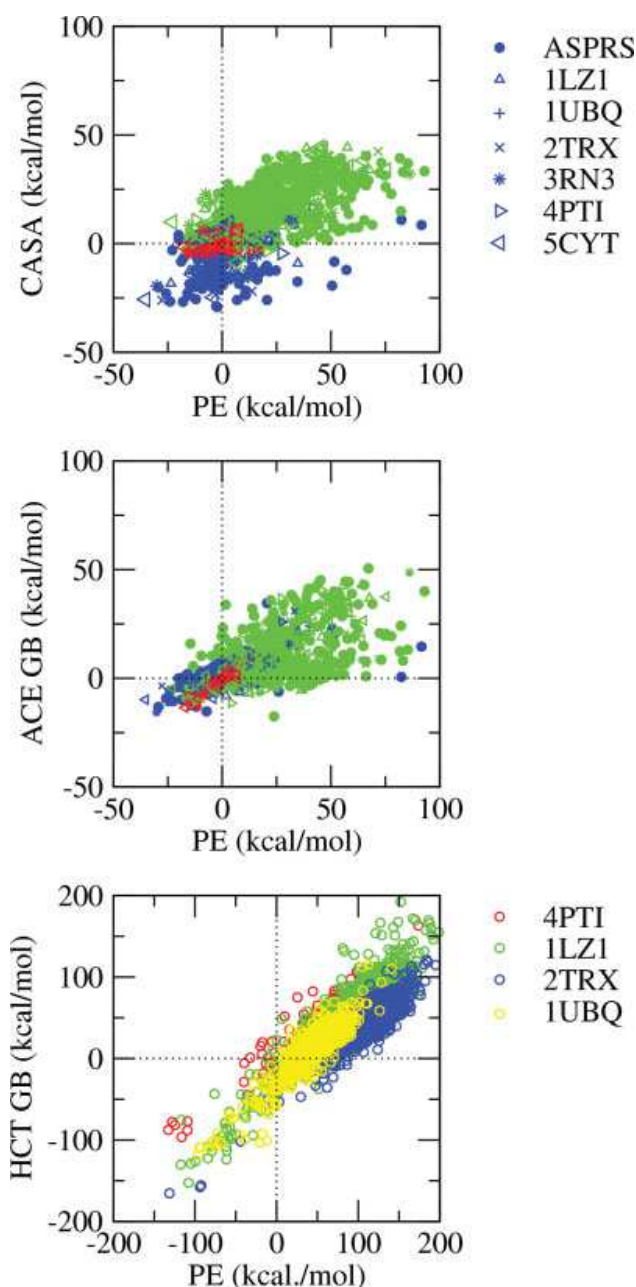 100
50
0
-50
-50 0 50 100
CASA (kcal/mol)
PE (kcal/mol)
ASPRS
1LZ1
1UBQ
2TRX
3RN3
4PTI
5CYT
100
50
0
-50
-50 0 50 100
ACE GB (kcal/mol)
PE (kcal/mol)
200
100
0
-100
-200
-200 -100 0 100 200
HCT GB (kcal/mol)
PE (kcal./mol)
4PTI
1LZ1
2TRX
1UBQ